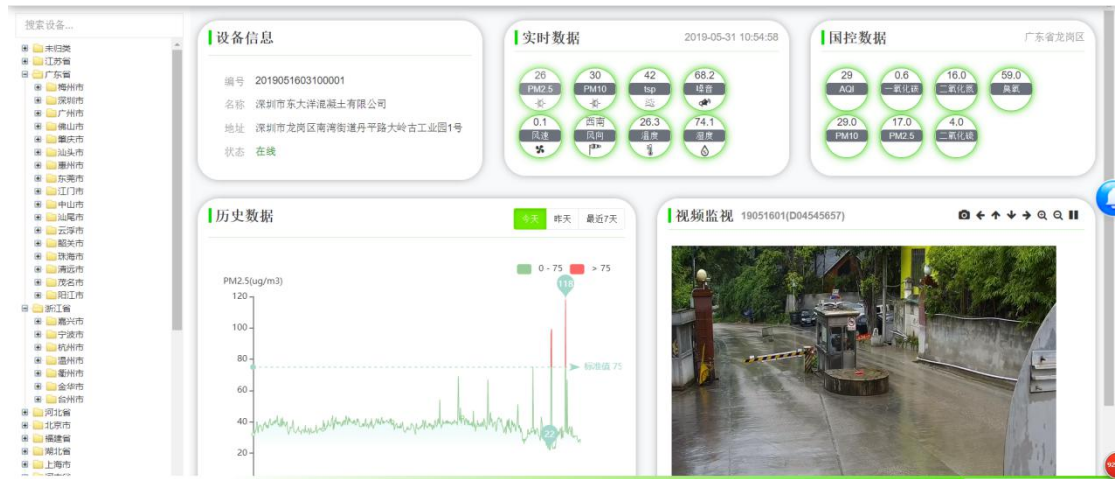 搜索设备...
未归类
江苏省
广东省
梅州市
深圳市
广州市
佛山市
肇庆市
汕头市
惠州市
东莞市
江门市
中山市
汕尾市
云浮市
韶关市
珠海市
清远市
茂名市
阳江市
浙江省
嘉兴市
宁波市
杭州市
温州市
衢州市
金华市
台州市
河北省
北京市
福建省
湖北省
上海市
设备信息
编号 2019051603100001
名称 深圳市东大洋混凝土有限公司
地址 深圳市龙岗区南湾街道丹平路大岭古工业园1号
状态 在线
实时数据 2019-05-31 10:54:58
26 30 42 68.2
PM2.5 PM10 tsp 噪音
0.1 西南 26.3 74.1
风速 风向 温度 湿度
国控数据 广东省龙岗区
29 0.6 16.0 59.0
AQI 一氧化碳 二氧化氮 臭氧
29.0 17.0 4.0
PM10 PM2.5 二氧化硫
历史数据 今天 昨天 最近7天
0 - 75 > 75
PM2.5(ug/m3)
118
120
100
80
标准值 75
60
40
22
20
视频监视 19051601(D04545657)
92